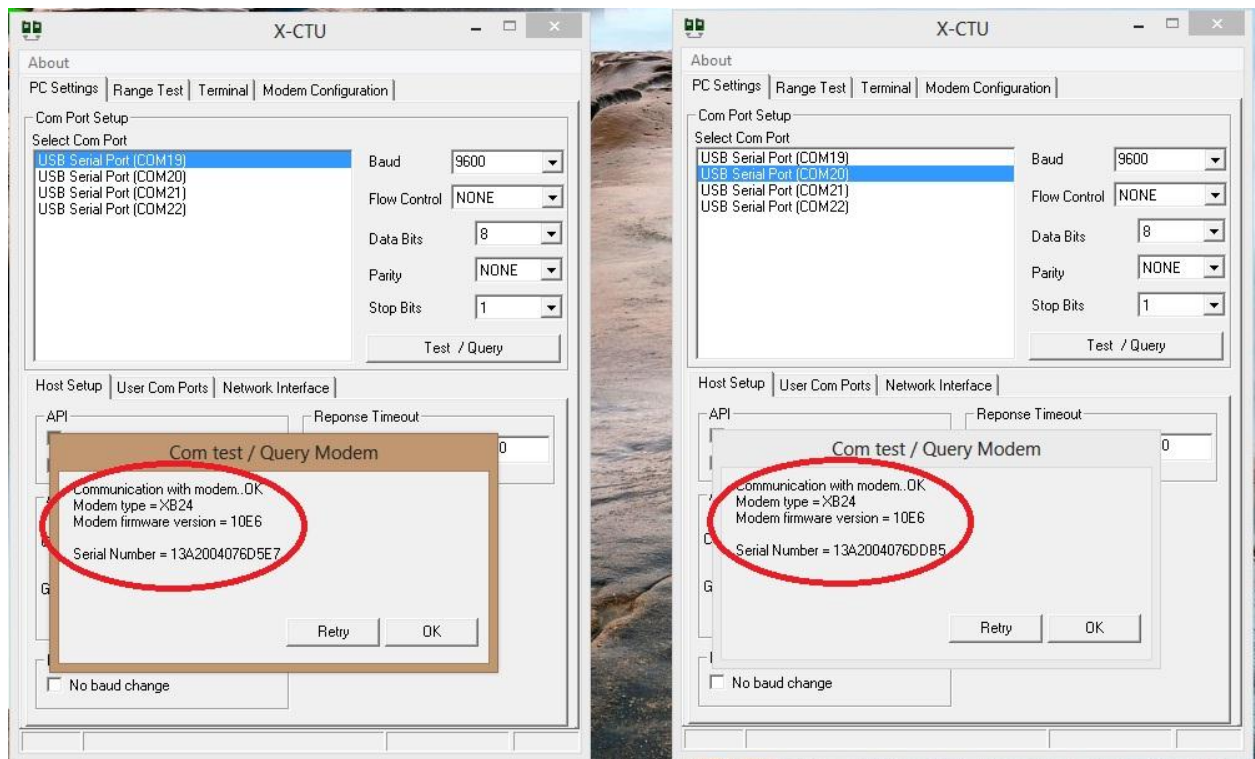 X-CTU
About
PC Settings Range Test Terminal Modem Configuration
Com Port Setup
Select Com Port
USB Serial Port (COM19)
USB Serial Port (COM20)
USB Serial Port (COM21)
USB Serial Port (COM22)
Baud 9600
Flow Control NONE
Data Bits 8
Parity NONE
Stop Bits 1
Test / Query
Host Setup User Com Ports Network Interface
API
Reponse Timeout
0
Com test / Query Modem
Communication with modem..OK
Modem type = XB24
Modem firmware version = 10E6
Serial Number = 13A2004076D5E7
G
Retry OK
No baud change
X-CTU
About
PC Settings Range Test Terminal Modem Configuration
Com Port Setup
Select Com Port
USB Serial Port (COM19)
USB Serial Port (COM20)
USB Serial Port (COM21)
USB Serial Port (COM22)
Baud 9600
Flow Control NONE
Data Bits 8
Parity NONE
Stop Bits 1
Test / Query
Host Setup User Com Ports Network Interface
API
Reponse Timeout
0
Com test / Query Modem
Communication with modem..OK
Modem type = XB24
Modem firmware version = 10E6
C
Serial Number = 13A2004076DDB5
G
Retry OK
No baud change